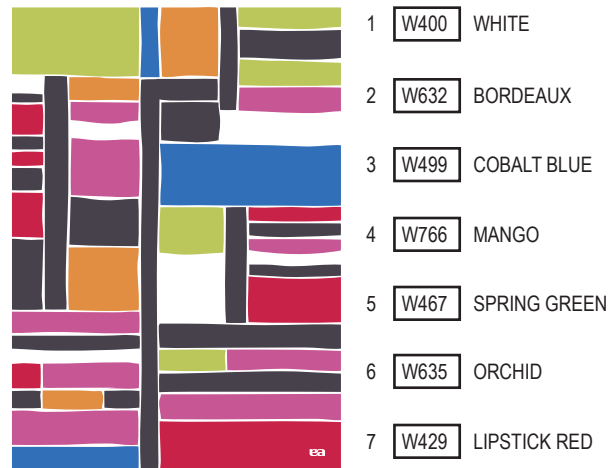 1 W400 WHITE
2 W632 BORDEAUX
3 W499 COBALT BLUE
4 W766 MANGO
5 W467 SPRING GREEN
6 W635 ORCHID
7 W429 LIPSTICK RED
ea